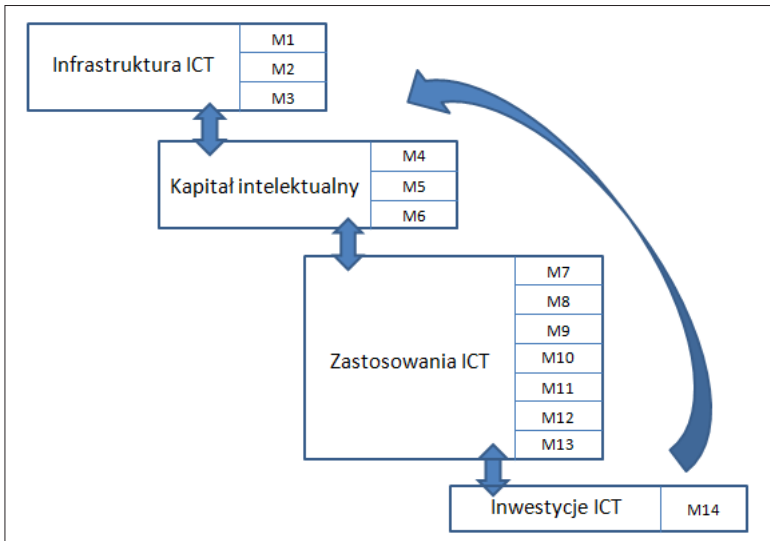 Infrastruktura ICT
M1
M2
M3
Kapitał intelektualny
M4
M5
M6
Zastosowania ICT
M7
M8
M9
M10
M11
M12
M13
Inwestycje ICT
M14